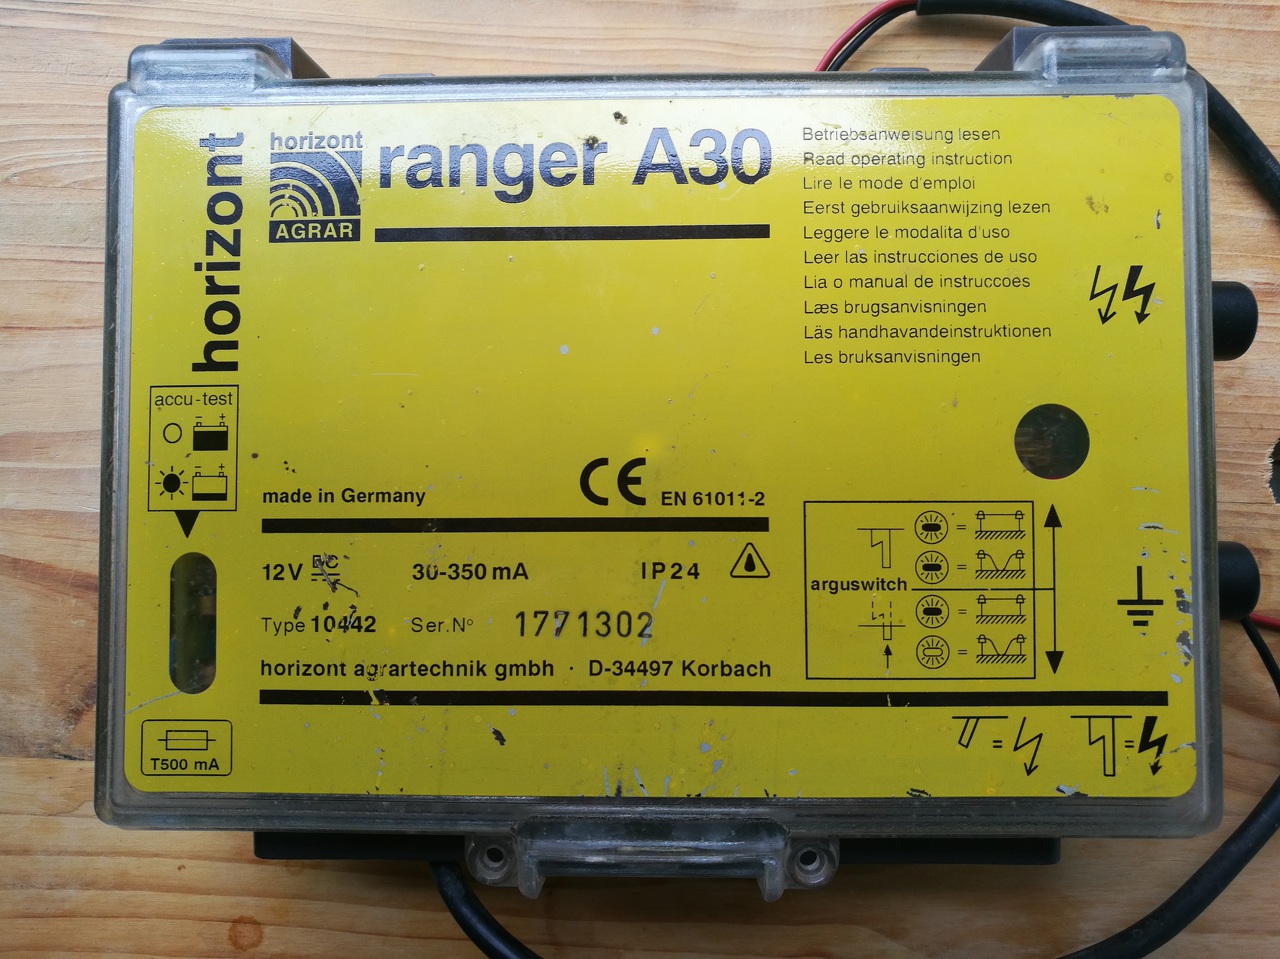 horizont
horizont
AGRAR
ranger A30
Betriebsanweisung lesen
Read operating instruction
Lire le mode d'emploi
Eerst gebruiksaanwijzing lezen
Leggere le modalita d'uso
Leer las instrucciones de uso
Lia o manual de instruccoes
Læs brugsanvisningen
Läs handhavandeinstruktionen
Les bruksanvisningen
accu-test
- +
- +
made in Germany
CE EN 61011-2
12V DC 30-350 mA IP24
Type 10442 Ser.N° 1771302
horizont agrartechnik gmbh · D-34497 Korbach
arguswitch
=
=
=
=
T500 mA
= =